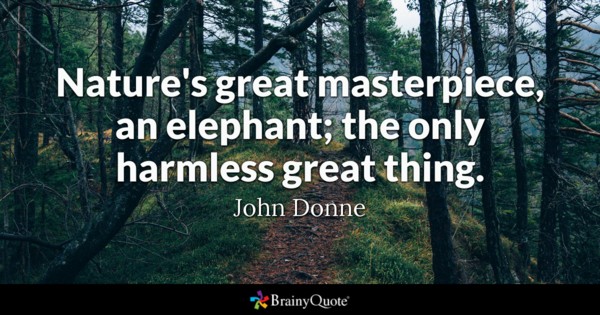 Nature's great masterpiece,
an elephant; the only
harmless great thing.
John Donne
BrainyQuote